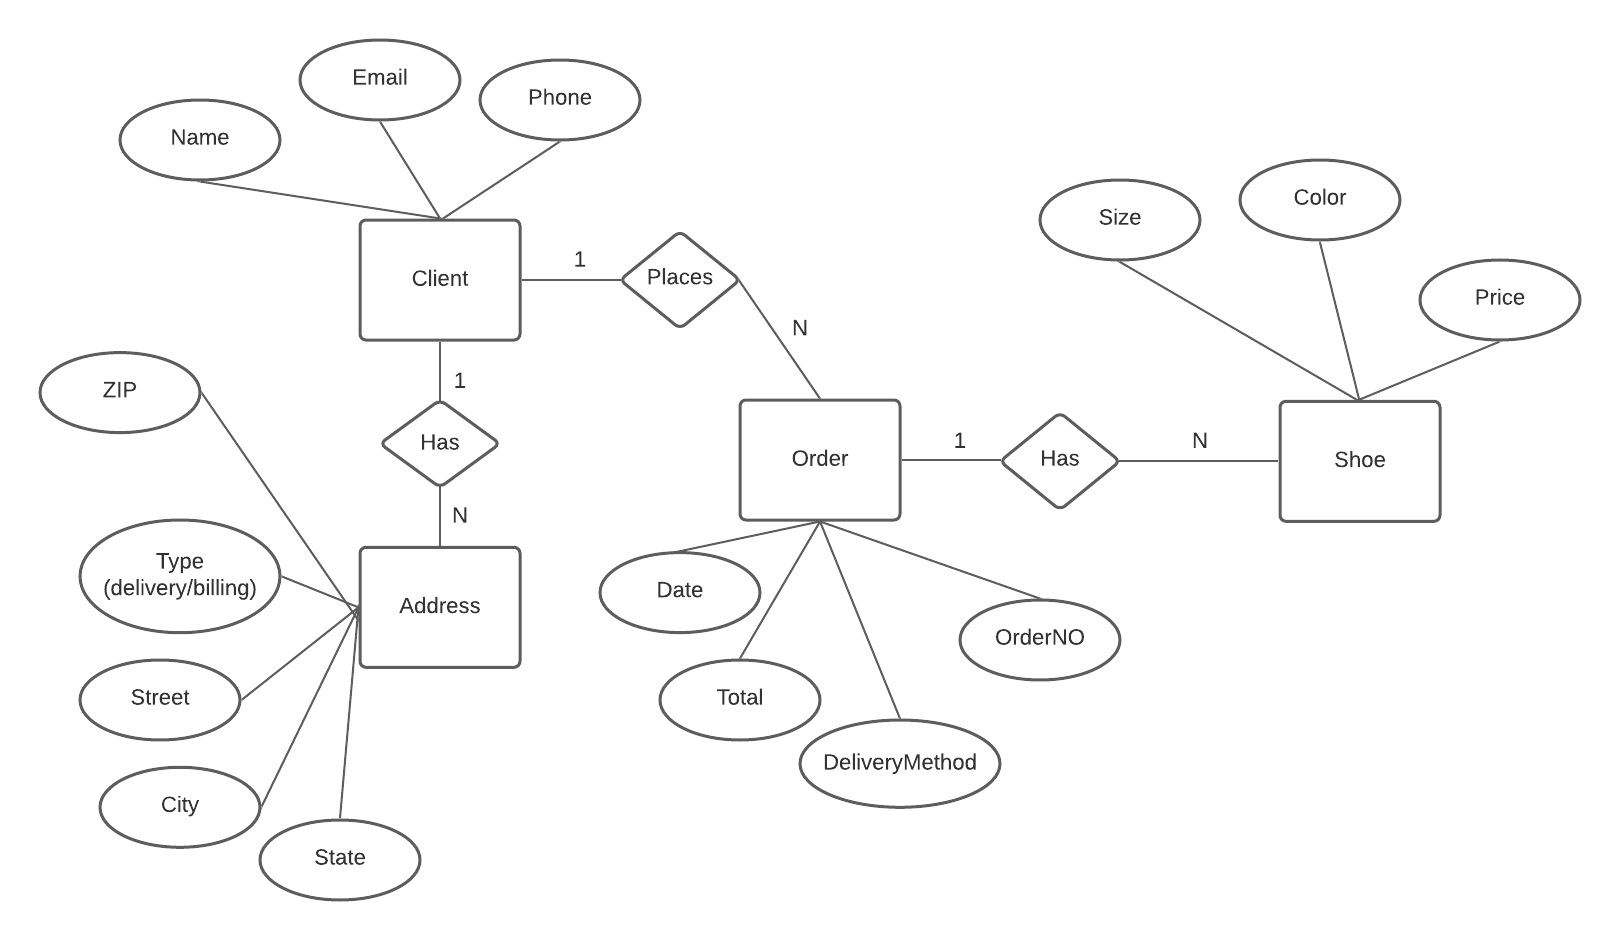 Email
Phone
Name
Size
Color
Price
Client
1
Places
N
ZIP
1
Has
N
Order
1
Has
N
Shoe
Type
(delivery/billing)
Address
Date
OrderNO
Street
Total
DeliveryMethod
City
State